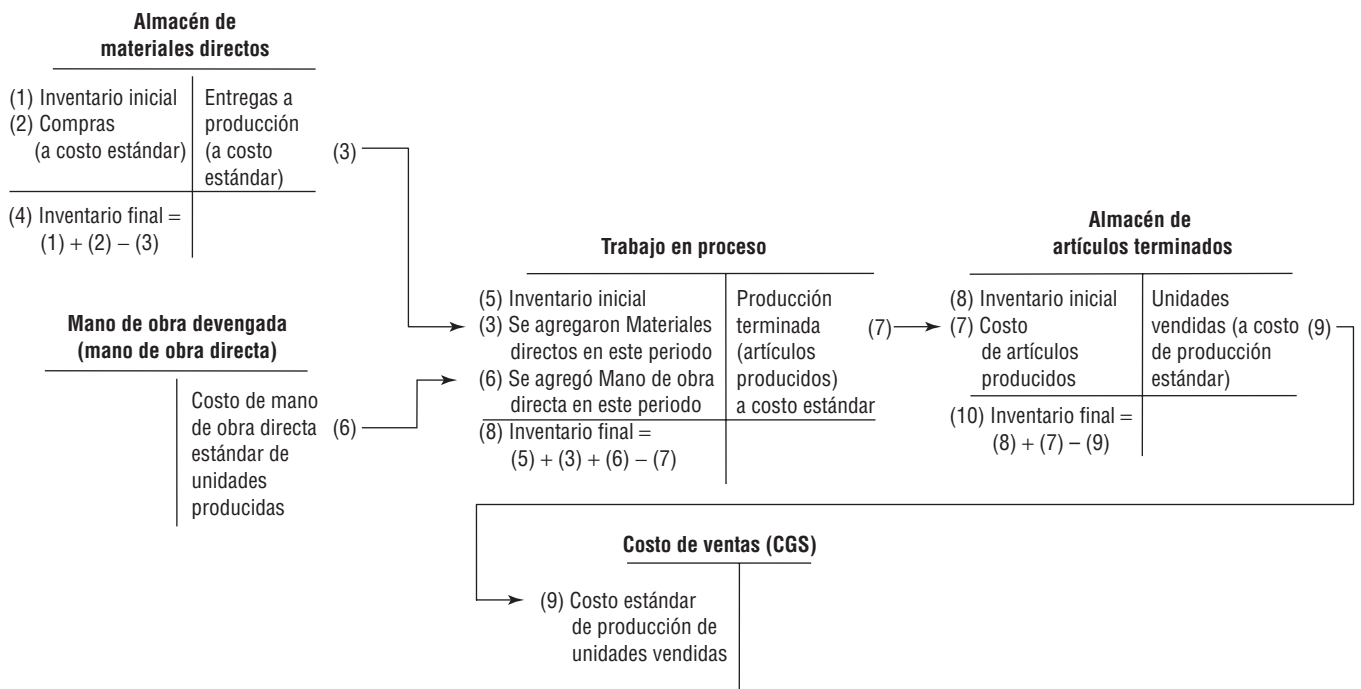 Almacén de
materiales directos
(1) Inventario inicial
(2) Compras
(a costo estándar)
Entregas a
producción
(a costo
estándar)
(3)
(4) Inventario final =
(1) + (2) – (3)
Mano de obra devengada
(mano de obra directa)
Costo de mano
de obra directa
estándar de
unidades
producidas
(6)
Trabajo en proceso
(5) Inventario inicial
(3) Se agregaron Materiales
directos en este periodo
(6) Se agregó Mano de obra
directa en este periodo
Producción
terminada
(artículos
producidos)
a costo estándar
(7)
(8) Inventario final =
(5) + (3) + (6) – (7)
Almacén de
artículos terminados
(8) Inventario inicial
(7) Costo
de artículos
producidos
Unidades
vendidas (a costo
de producción
estándar)
(9)
(10) Inventario final =
(8) + (7) – (9)
Costo de ventas (CGS)
(9) Costo estándar
de producción de
unidades vendidas